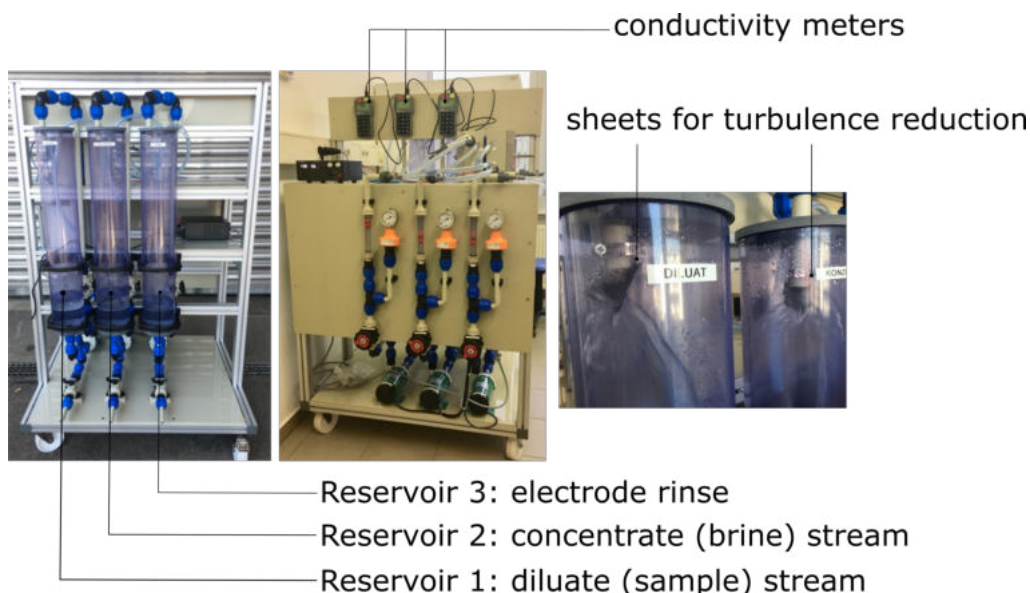 conductivity meters
sheets for turbulence reduction
DILUAT
Reservoir 3: electrode rinse
Reservoir 2: concentrate (brine) stream
Reservoir 1: diluate (sample) stream